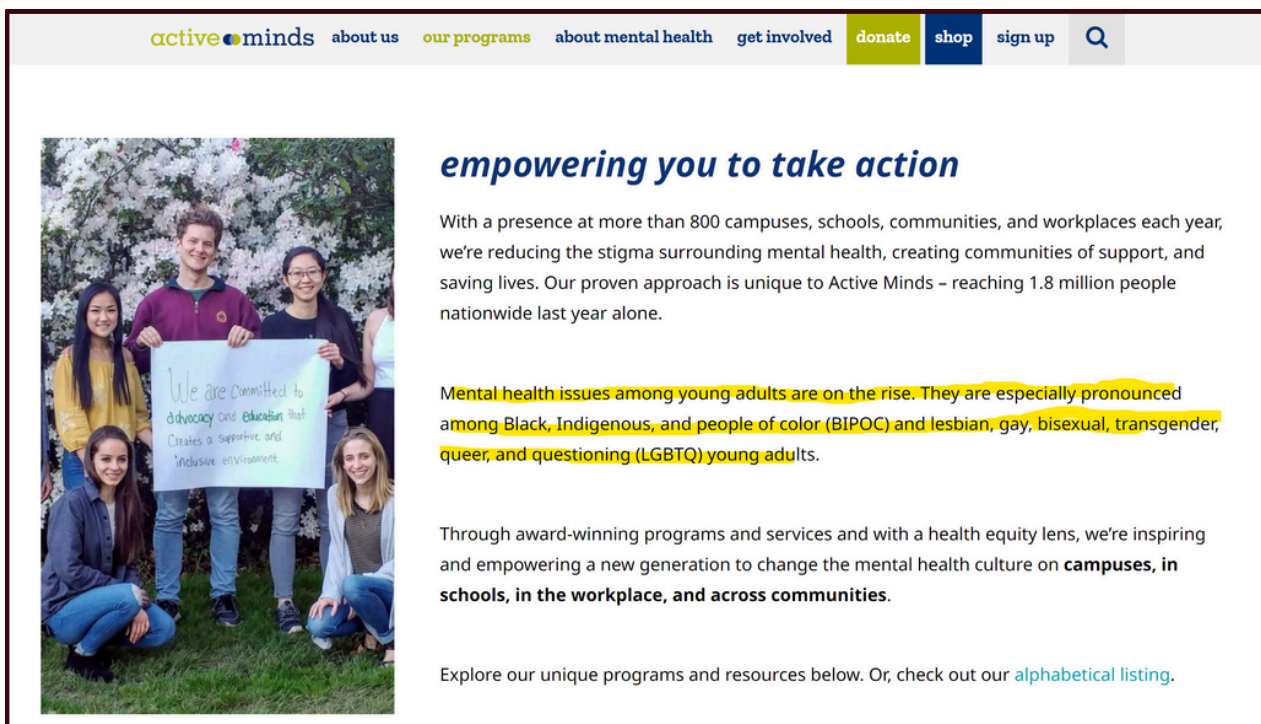 active minds about us our programs about mental health get involved donate shop sign up
empowering you to take action
With a presence at more than 800 campuses, schools, communities, and workplaces each year,
we’re reducing the stigma surrounding mental health, creating communities of support, and
saving lives. Our proven approach is unique to Active Minds – reaching 1.8 million people
nationwide last year alone.
Mental health issues among young adults are on the rise. They are especially pronounced
among Black, Indigenous, and people of color (BIPOC) and lesbian, gay, bisexual, transgender,
queer, and questioning (LGBTQ) young adults.
Through award-winning programs and services and with a health equity lens, we’re inspiring
and empowering a new generation to change the mental health culture on campuses, in
schools, in the workplace, and across communities.
Explore our unique programs and resources below. Or, check out our alphabetical listing.
We are committed to
advocacy and education that
Creates a supportive and
inclusive environment.